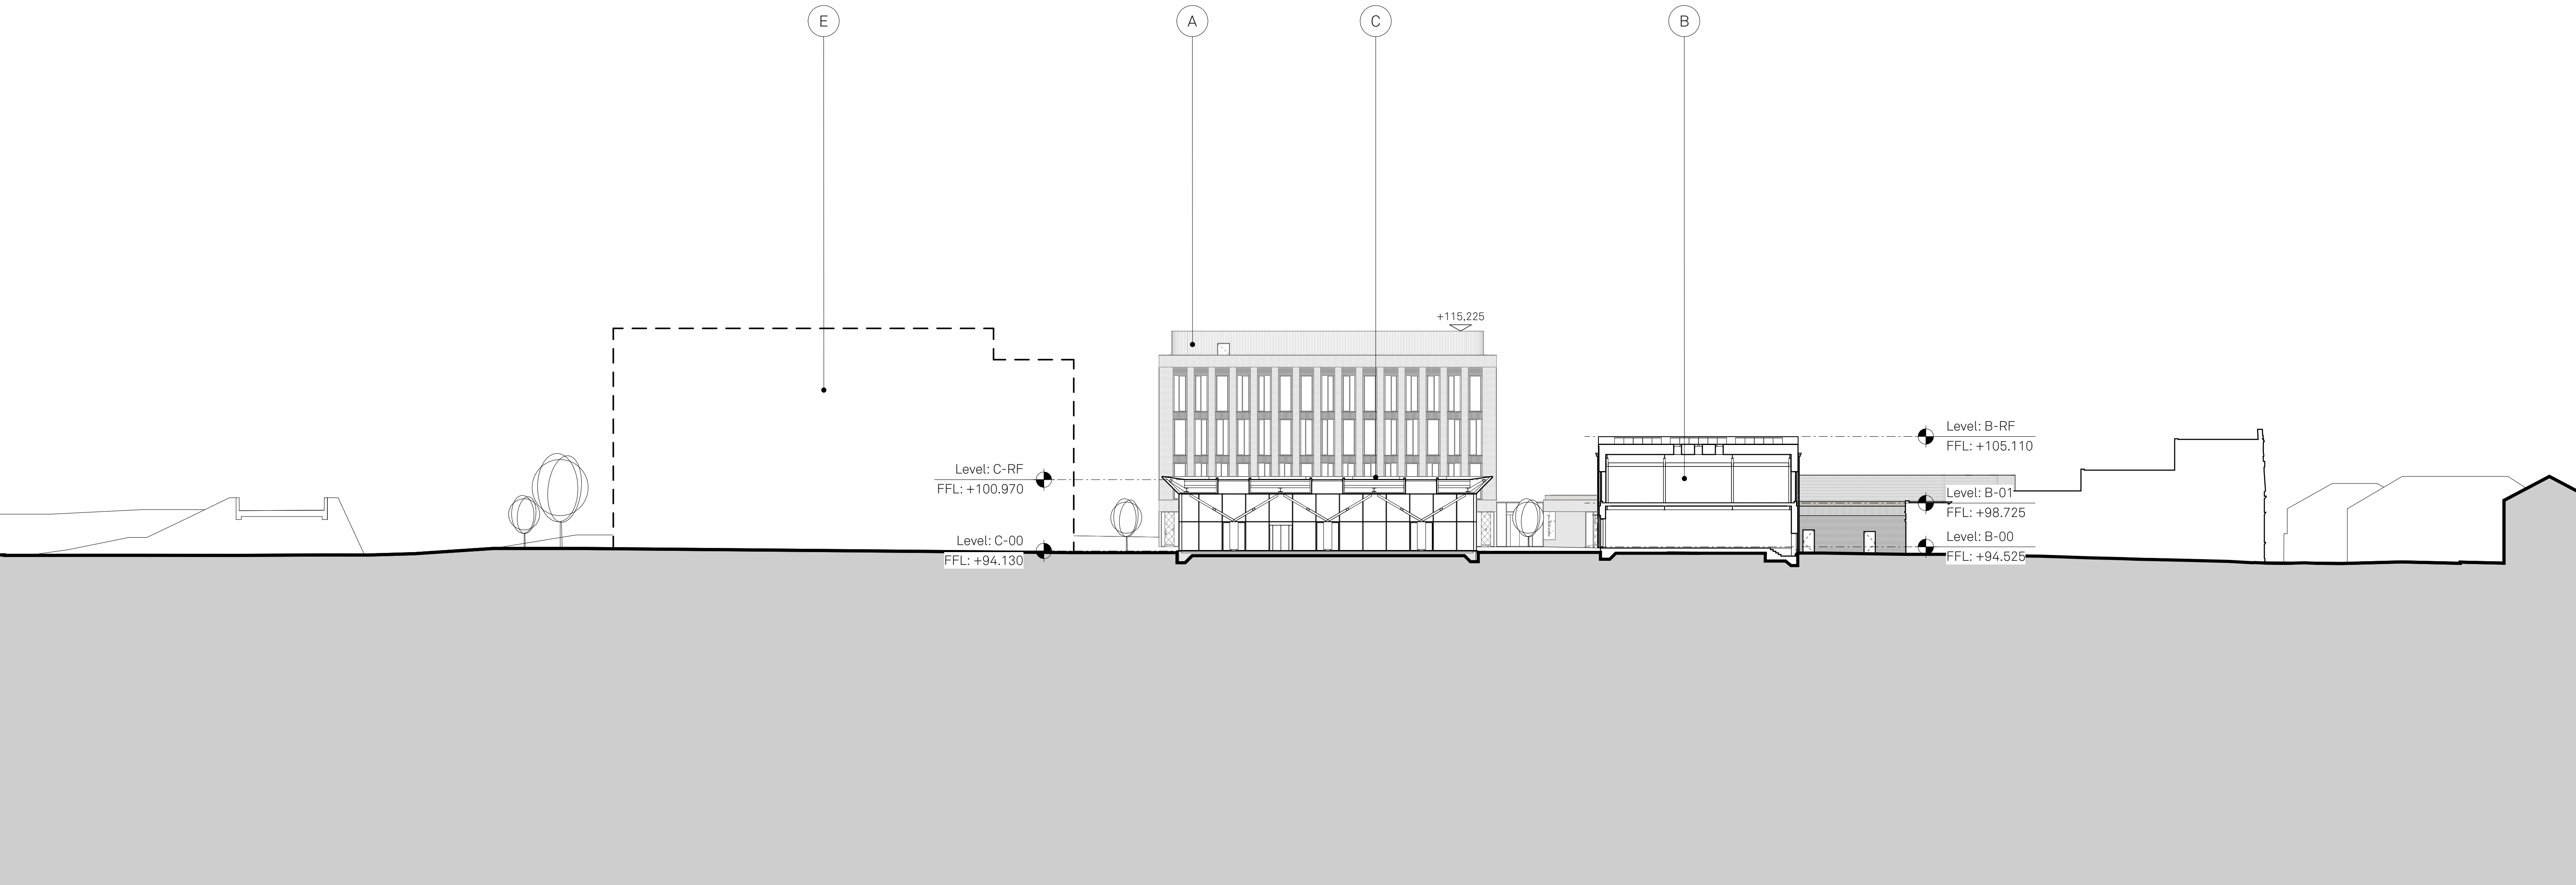 E
A
C
B
+115,225
Level: B-RF
FFL: +105.110
Level: C-RF
FFL: +100.970
Level: B-01
FFL: +98.725
Level: C-00
FFL: +94.130
Level: B-00
FFL: +94.525